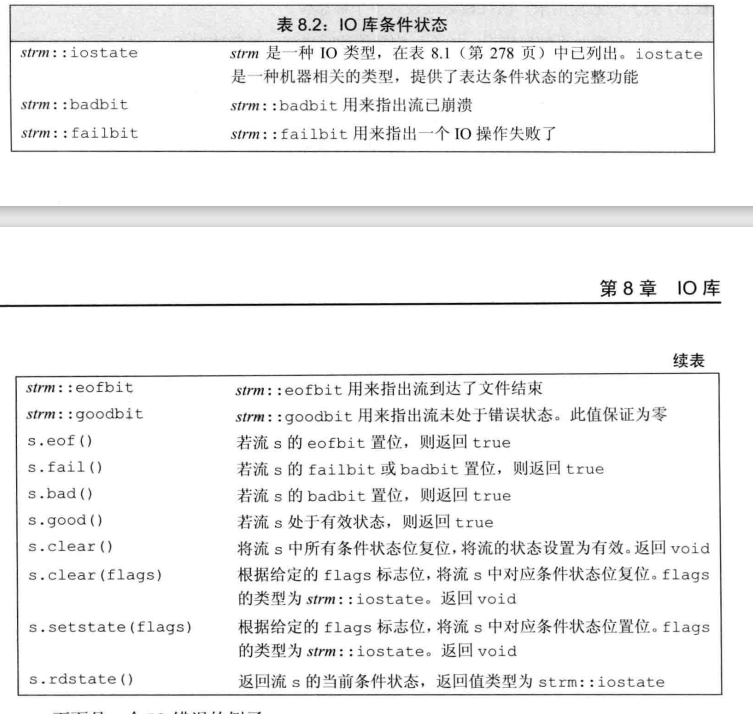 表 8.2：IO 库条件状态
strm::iostate strm 是一种 IO 类型，在表 8.1（第 278 页）中已列出。iostate
是一种机器相关的类型，提供了表达条件状态的完整功能
strm::badbit strm::badbit 用来指出流已崩溃
strm::failbit strm::failbit 用来指出一个 IO 操作失败了
第 8 章 IO 库
续表
strm::eofbit strm::eofbit 用来指出流到达了文件结束
strm::goodbit strm::goodbit 用来指出流未处于错误状态。此值保证为零
s.eof() 若流 s 的 eofbit 置位，则返回 true
s.fail() 若流 s 的 failbit 或 badbit 置位，则返回 true
s.bad() 若流 s 的 badbit 置位，则返回 true
s.good() 若流 s 处于有效状态，则返回 true
s.clear() 将流 s 中所有条件状态位复位，将流的状态设置为有效。返回 void
s.clear(flags) 根据给定的 flags 标志位，将流 s 中对应条件状态位复位。flags
的类型为 strm::iostate。返回 void
s.setstate(flags) 根据给定的 flags 标志位，将流 s 中对应条件状态位置位。flags
的类型为 strm::iostate。返回 void
s.rdstate() 返回流 s 的当前条件状态，返回值类型为 strm::iostate